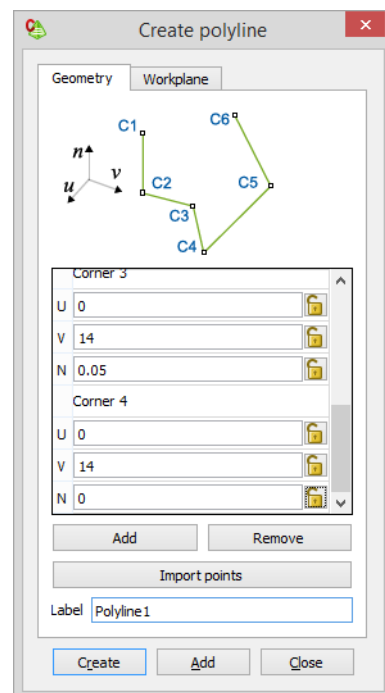 Create polyline
Geometry Workplane
C1
C6
n
u
v
C2
C5
C3
C4
Corner 3
U 0
V 14
N 0.05
Corner 4
U 0
V 14
N 0
Add Remove
Import points
Label Polyline1
Create Add Close